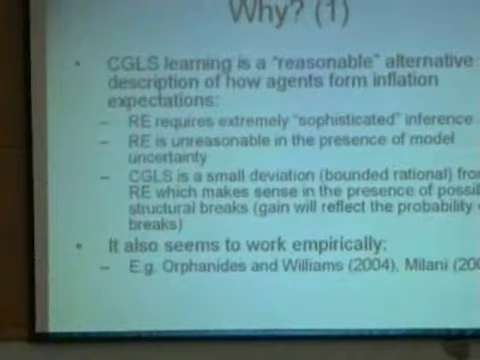 Why? (1)
• CGLS learning is a "reasonable" alternative
description of how agents form inflation
expectations:
– RE requires extremely "sophisticated" inference
– RE is unreasonable in the presence of model
uncertainty
– CGLS is a small deviation (bounded rational)
RE which makes sense in the presence of
structural breaks (gain will reflect the probability
breaks)
• It also seems to work empirically:
– E.g. Orphanides and Williams (2004), Milani